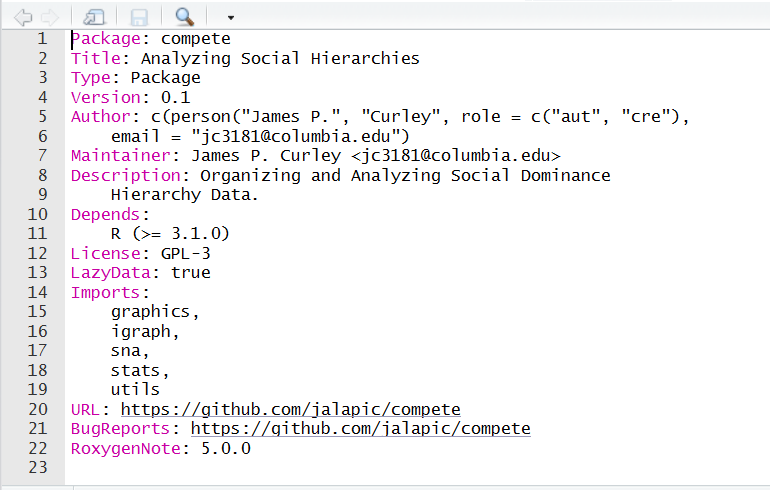 1 Package: compete
2 Title: Analyzing Social Hierarchies
3 Type: Package
4 Version: 0.1
5 Author: c(person("James P.", "Curley", role = c("aut", "cre"),
6     email = "jc3181@columbia.edu")
7 Maintainer: James P. Curley <jc3181@columbia.edu>
8 Description: Organizing and Analyzing Social Dominance
9     Hierarchy Data.
10 Depends:
11     R (>= 3.1.0)
12 License: GPL-3
13 LazyData: true
14 Imports:
15     graphics,
16     igraph,
17     sna,
18     stats,
19     utils
20 URL: https://github.com/jalapic/compete
21 BugReports: https://github.com/jalapic/compete
22 RoxygenNote: 5.0.0
23